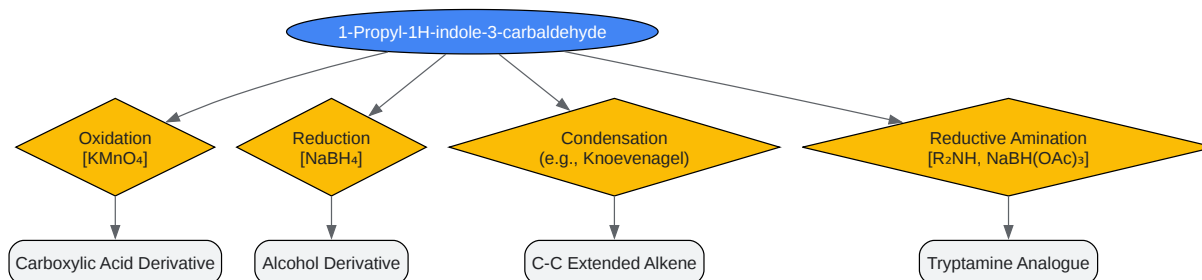 1-Propyl-1H-indole-3-carbaldehyde
Oxidation
[KMnO₄]
Reduction
[NaBH₄]
Condensation
(e.g., Knoevenagel)
Reductive Amination
[R₂NH, NaBH(OAc)₃]
Carboxylic Acid Derivative
Alcohol Derivative
C-C Extended Alkene
Tryptamine Analogue